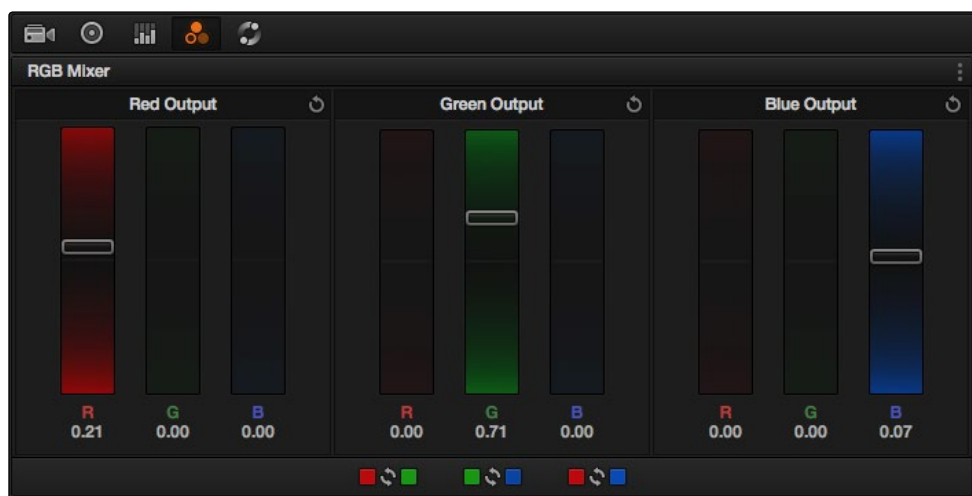 RGB Mixer
Red Output
Green Output
Blue Output
R G B
0.21 0.00 0.00
R G B
0.00 0.71 0.00
R G B
0.00 0.00 0.07